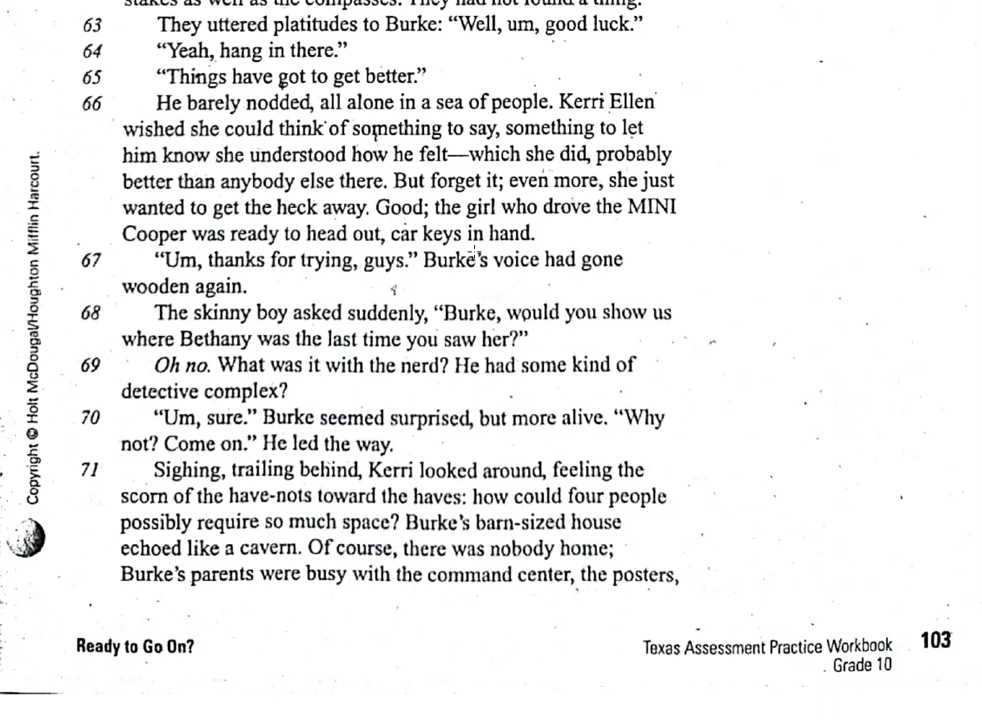 stakes as well as the compasses. They had not found a thing.
63 They uttered platitudes to Burke: “Well, um, good luck.”
64 “Yeah, hang in there.”
65 “Things have got to get better.”
66 He barely nodded, all alone in a sea of people. Kerri Ellen
wished she could think of something to say, something to let
him know she understood how he felt—which she did, probably
better than anybody else there. But forget it; even more, she just
wanted to get the heck away. Good; the girl who drove the MINI
Cooper was ready to head out, car keys in hand.
67 “Um, thanks for trying, guys.” Burke’s voice had gone
wooden again.
68 The skinny boy asked suddenly, “Burke, would you show us
where Bethany was the last time you saw her?”
69 Oh no. What was it with the nerd? He had some kind of
detective complex?
70 “Um, sure.” Burke seemed surprised, but more alive. “Why
not? Come on.” He led the way.
71 Sighing, trailing behind, Kerri looked around, feeling the
scorn of the have-nots toward the haves: how could four people
possibly require so much space? Burke’s barn-sized house
echoed like a cavern. Of course, there was nobody home;
Burke’s parents were busy with the command center, the posters,
Copyright © Holt McDougal/Houghton Mifflin Harcourt.
Ready to Go On?
Texas Assessment Practice Workbook 103
Grade 10